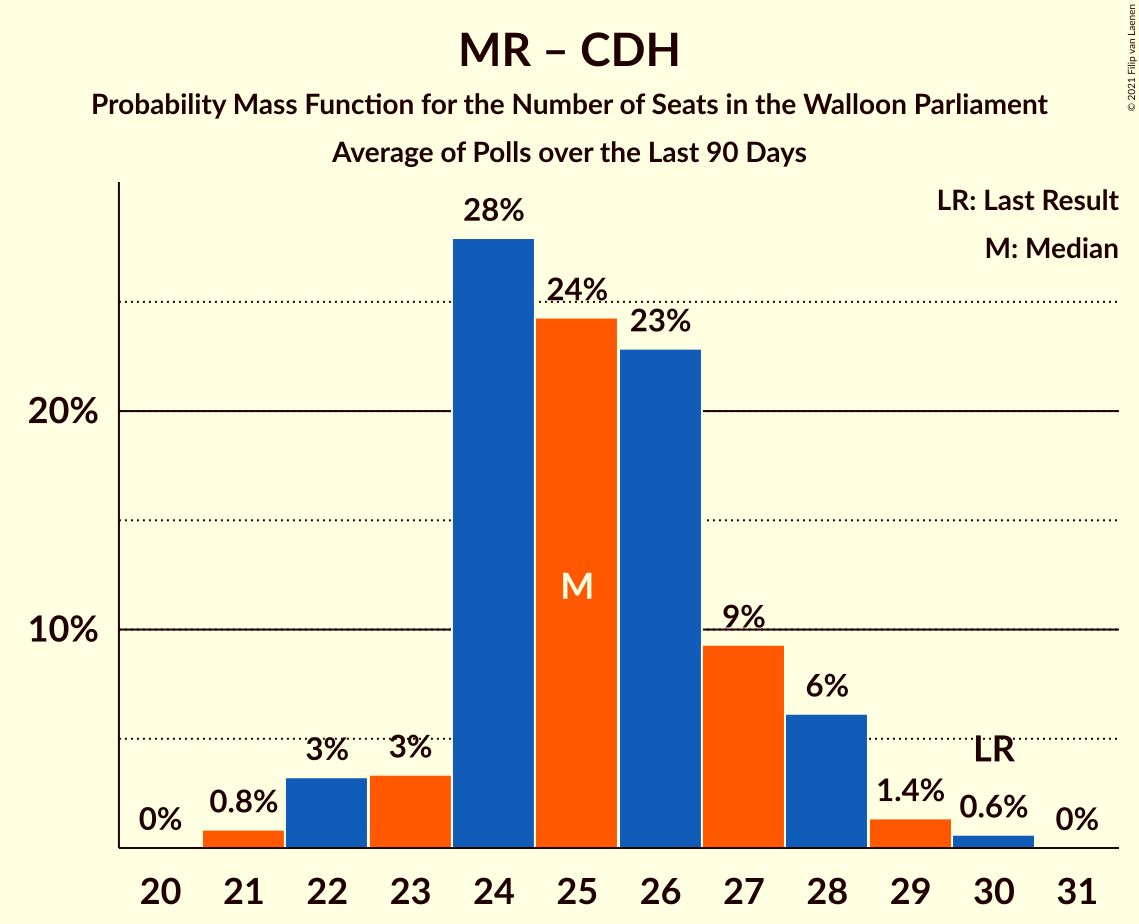 MR – CDH
Probability Mass Function for the Number of Seats in the Walloon Parliament
Average of Polls over the Last 90 Days
© 2021 Filip van Laenen
LR: Last Result
M: Median
20%
10%
0%
0.8%
3%
3%
28%
24%
23%
9%
6%
1.4%
0.6%
0%
M
LR
20 21 22 23 24 25 26 27 28 29 30 31